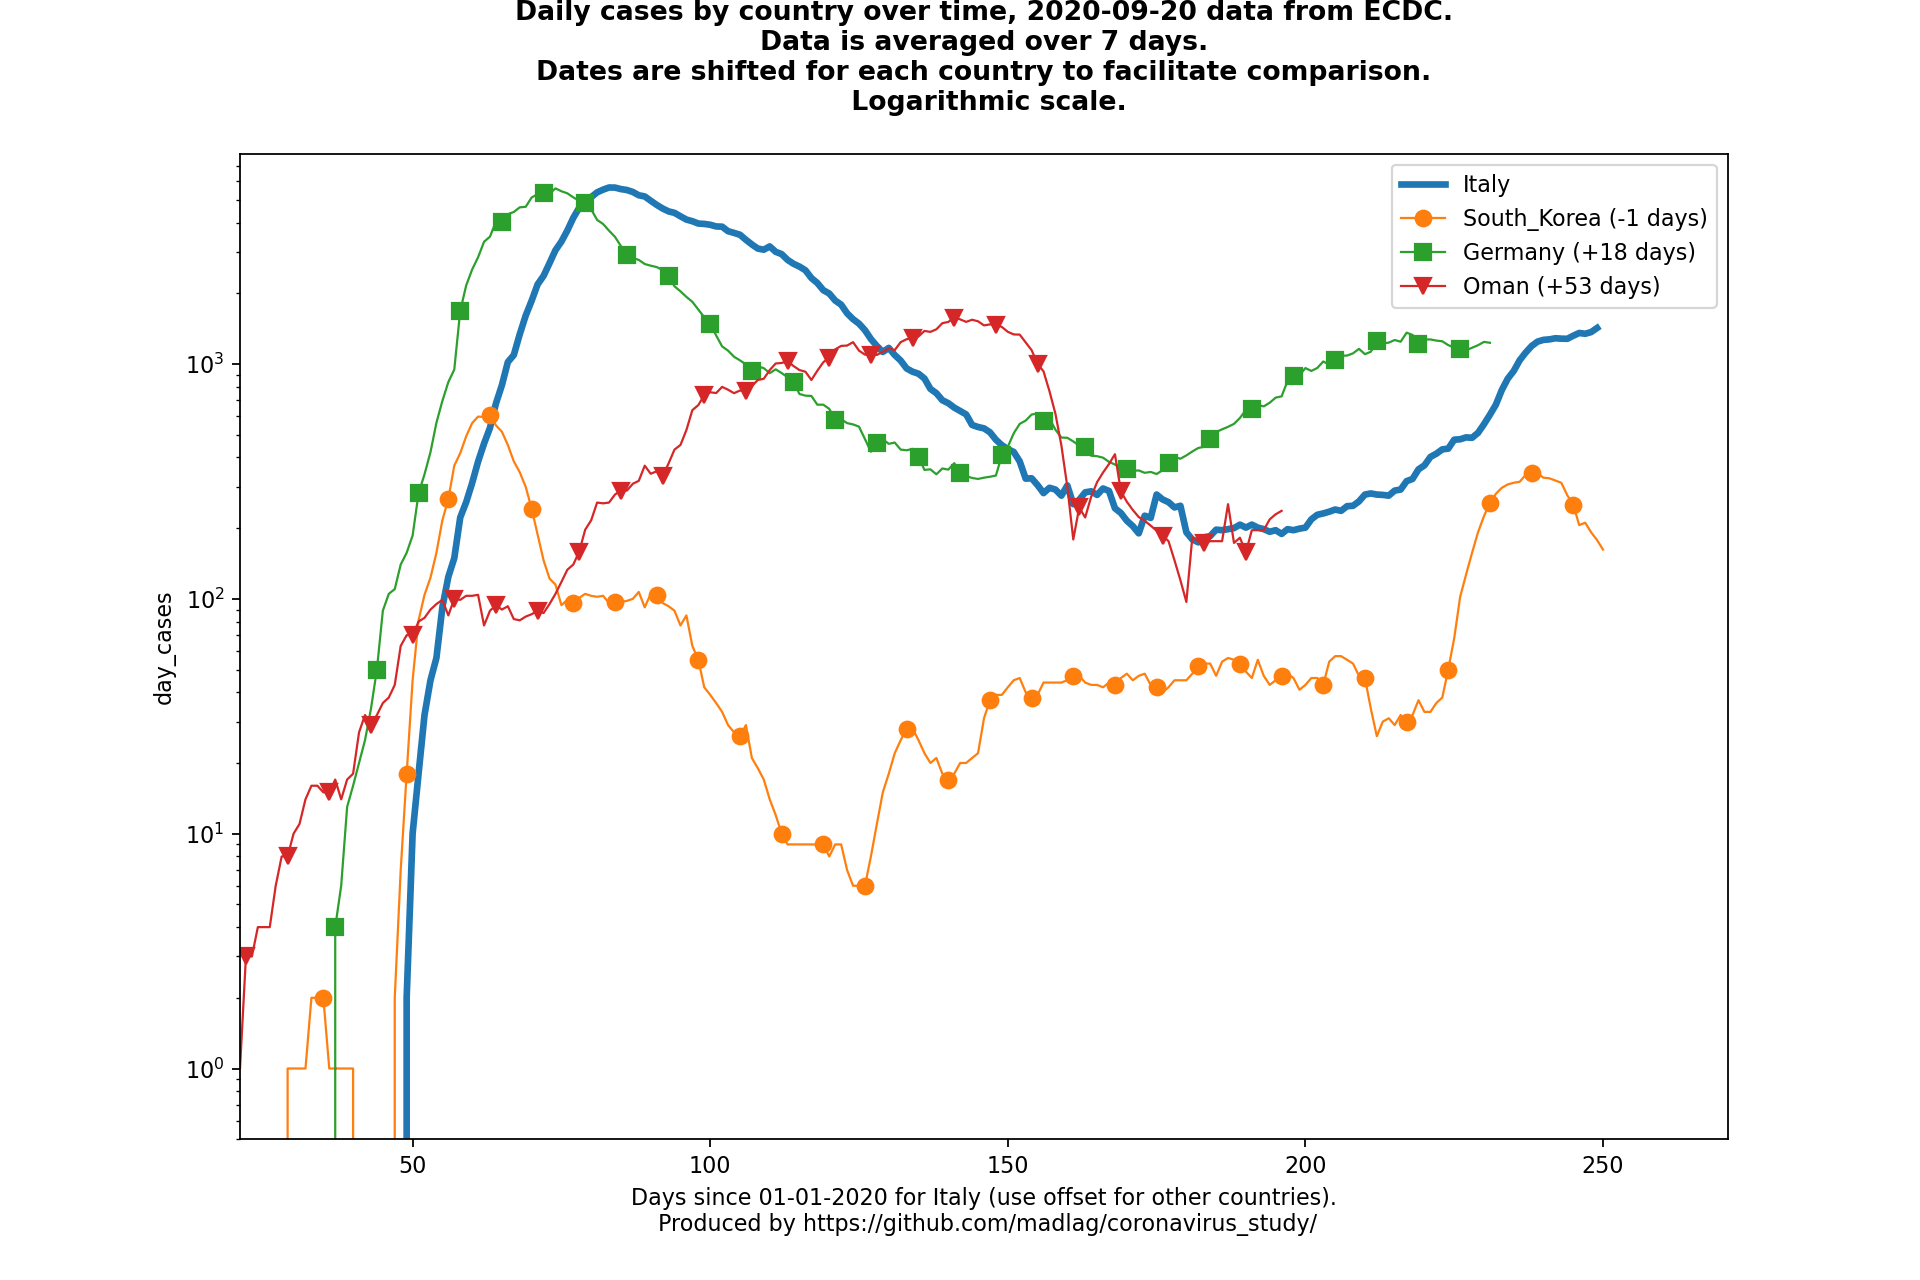 Daily cases by country over time, 2020-09-20 data from ECDC.
Data is averaged over 7 days.
Dates are shifted for each country to facilitate comparison.
Logarithmic scale.
Italy
South_Korea (-1 days)
Germany (+18 days)
Oman (+53 days)
day_cases
10³
10²
10¹
10⁰
50 100 150 200 250
Days since 01-01-2020 for Italy (use offset for other countries).
Produced by https://github.com/madlag/coronavirus_study/